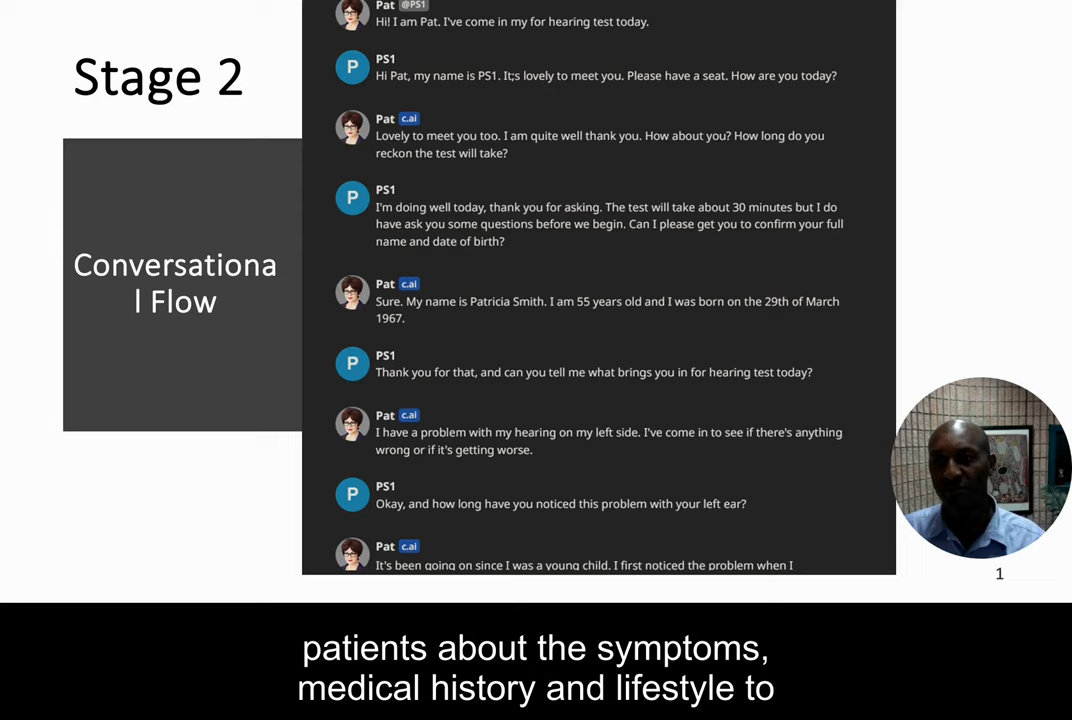 Stage 2
Conversationa
l Flow
Pat @PS1
Hi! I am Pat. I've come in my for hearing test today.
P
PS1
Hi Pat, my name is PS1. It;s lovely to meet you. Please have a seat. How are you today?
Pat c.ai
Lovely to meet you too. I am quite well thank you. How about you? How long do you
reckon the test will take?
P
PS1
I'm doing well today, thank you for asking. The test will take about 30 minutes but I do
have ask you some questions before we begin. Can I please get you to confirm your full
name and date of birth?
Pat c.ai
Sure. My name is Patricia Smith. I am 55 years old and I was born on the 29th of March
1967.
P
PS1
Thank you for that, and can you tell me what brings you in for hearing test today?
Pat c.ai
I have a problem with my hearing on my left side. I've come in to see if there's anything
wrong or if it's getting worse.
P
PS1
Okay, and how long have you noticed this problem with your left ear?
Pat c.ai
It's been going on since I was a young child. I first noticed the problem when I
1
patients about the symptoms,
medical history and lifestyle to